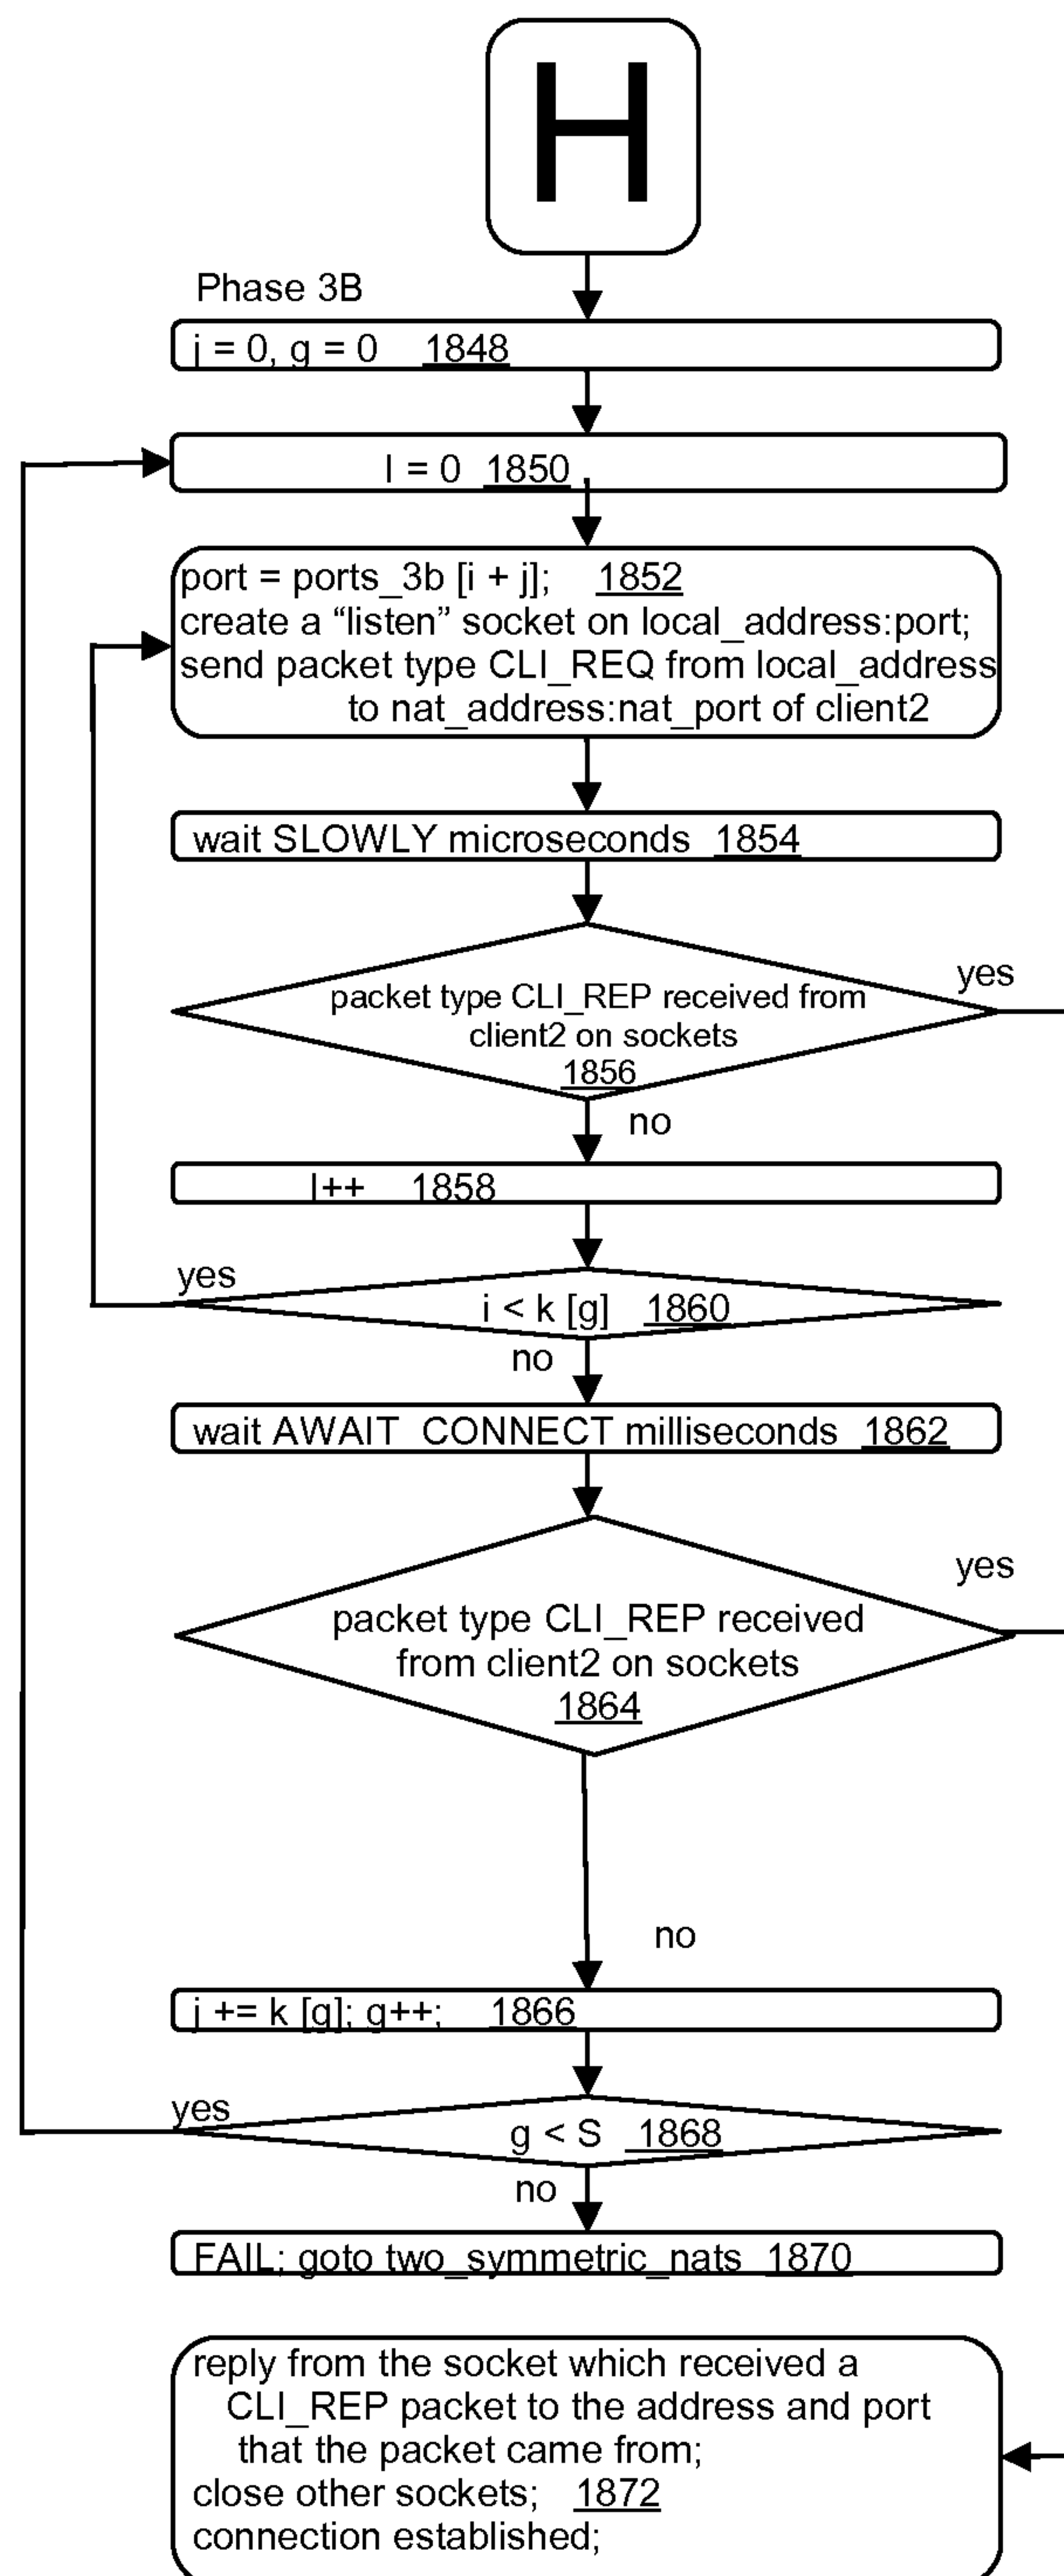 H
Phase 3B
j = 0, g = 0 1848
I = 0 1850
port = ports_3b [i + j]; 1852
create a “listen” socket on local_address:port;
send packet type CLI_REQ from local_address
to nat_address:nat_port of client2
wait SLOWLY microseconds 1854
packet type CLI_REP received from
client2 on sockets
1856
yes
no
I++ 1858
yes
i < k [g] 1860
no
wait AWAIT_CONNECT milliseconds 1862
yes
packet type CLI_REP received
from client2 on sockets
1864
no
j += k [g]; g++; 1866
yes
g < S 1868
no
FAIL; goto two_symmetric_nats 1870
reply from the socket which received a
CLI_REP packet to the address and port
that the packet came from;
close other sockets; 1872
connection established;